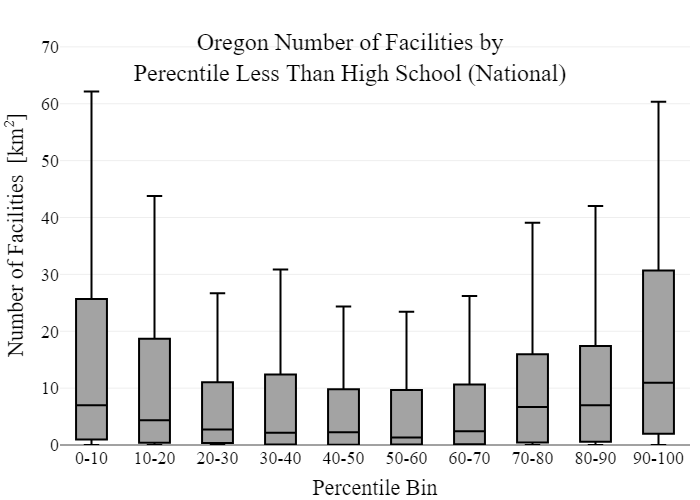 Oregon Number of Facilities by
Perecntile Less Than High School (National)
Number of Facilities [km²]
70
60
50
40
30
20
10
0
0-10 10-20 20-30 30-40 40-50 50-60 60-70 70-80 80-90 90-100
Percentile Bin